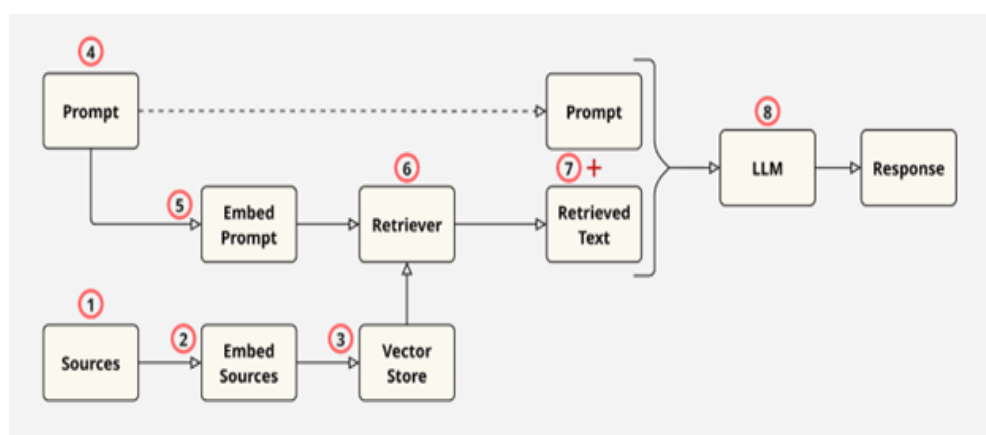 4
Prompt
Prompt
8
LLM
Response
6
7 +
5
Embed
Prompt
Retriever
Retrieved
Text
1
Sources
2
Embed
Sources
3
Vector
Store